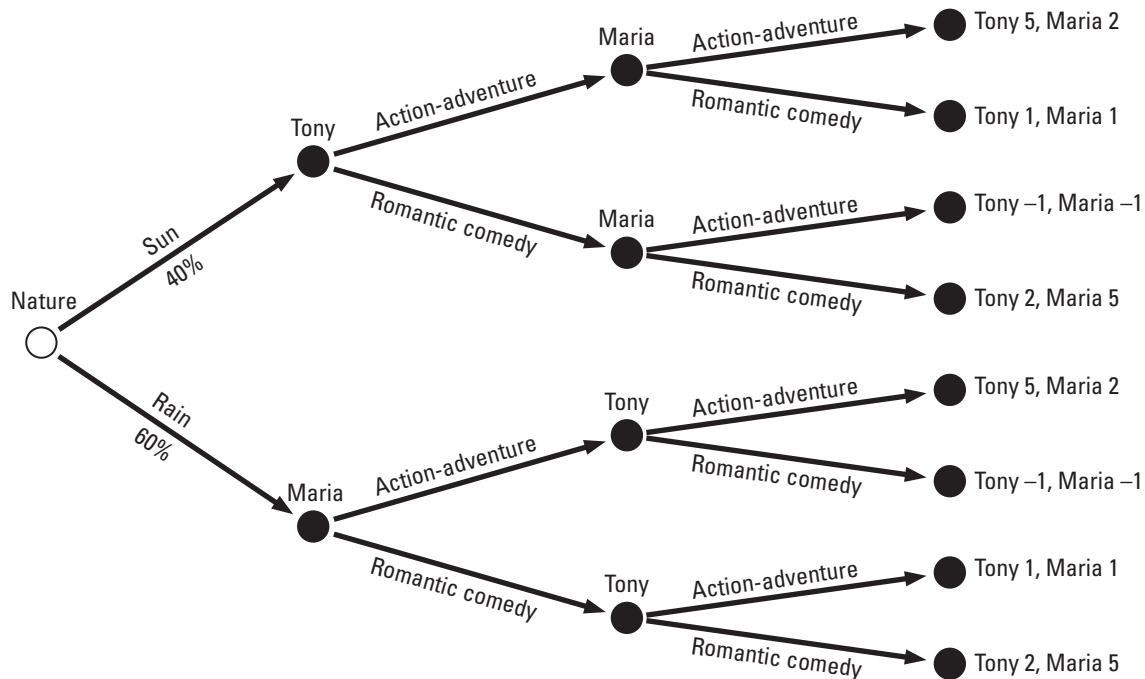 Maria
Action-adventure
Tony 5, Maria 2
Romantic comedy
Tony 1, Maria 1
Tony
Action-adventure
Romantic comedy
Maria
Action-adventure
Tony –1, Maria –1
Romantic comedy
Tony 2, Maria 5
Sun
40%
Nature
Rain
60%
Tony
Action-adventure
Tony 5, Maria 2
Romantic comedy
Tony –1, Maria –1
Maria
Action-adventure
Romantic comedy
Tony
Action-adventure
Tony 1, Maria 1
Romantic comedy
Tony 2, Maria 5